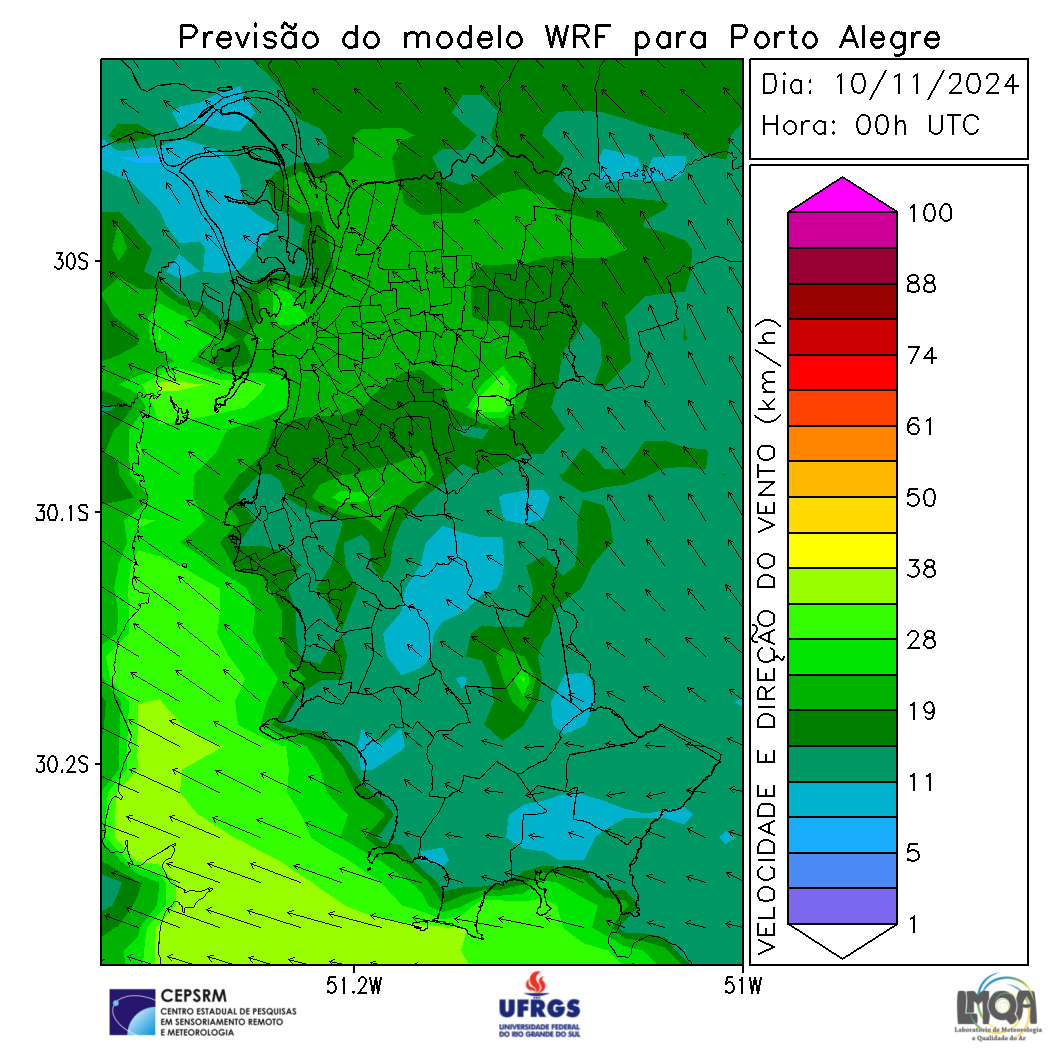 Previsão do modelo WRF para Porto Alegre
Dia: 10/11/2024
Hora: 00h UTC
30S
30.1S
30.2S
51.2W
51W
VELOCIDADE E DIREÇÃO DO VENTO (km/h)
100
88
74
61
50
38
28
19
11
5
1
CEPSRM
CENTRO ESTADUAL DE PESQUISAS
EM SENSORIAMENTO REMOTO
E METEOROLOGIA
UFRGS
UNIVERSIDADE FEDERAL
DO RIO GRANDE DO SUL
LMQA
Laboratório de Meteorologia
e Qualidade do Ar